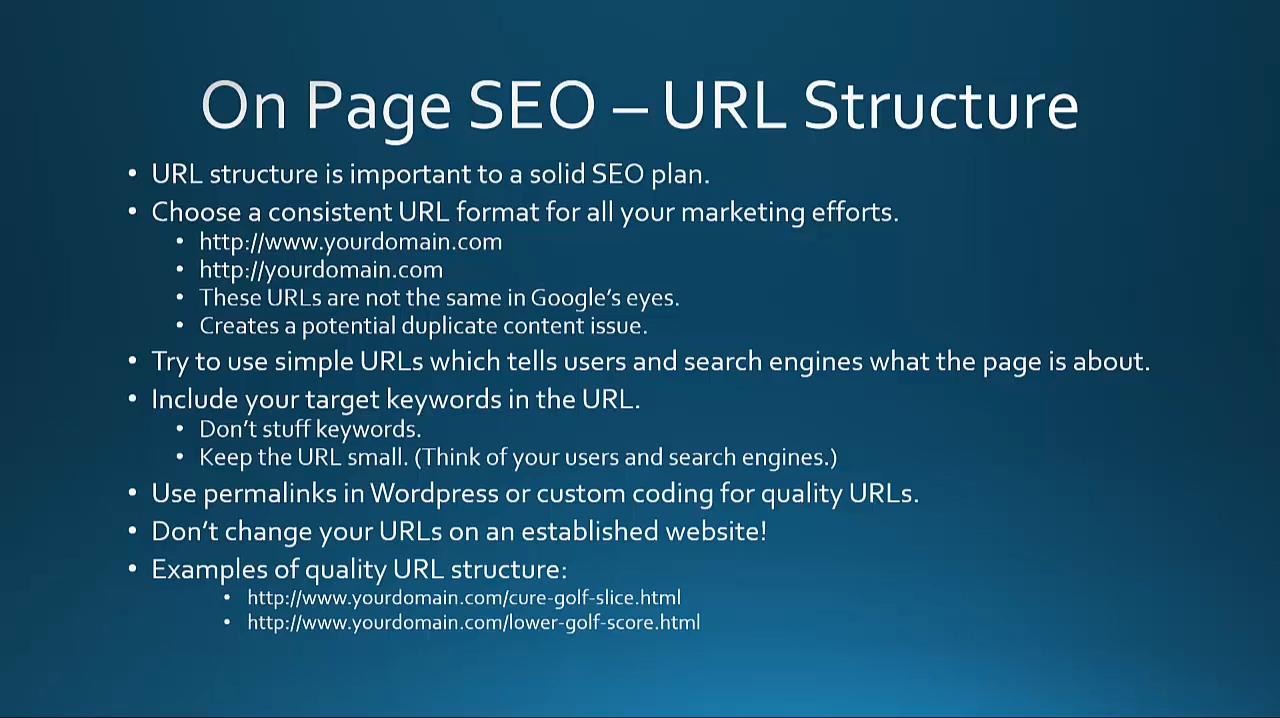 On Page SEO – URL Structure
• URL structure is important to a solid SEO plan.
• Choose a consistent URL format for all your marketing efforts.
• http://www.yourdomain.com
• http://yourdomain.com
• These URLs are not the same in Google’s eyes.
• Creates a potential duplicate content issue.
• Try to use simple URLs which tells users and search engines what the page is about.
• Include your target keywords in the URL.
• Don’t stuff keywords.
• Keep the URL small. (Think of your users and search engines.)
• Use permalinks in Wordpress or custom coding for quality URLs.
• Don’t change your URLs on an established website!
• Examples of quality URL structure:
• http://www.yourdomain.com/cure-golf-slice.html
• http://www.yourdomain.com/lower-golf-score.html